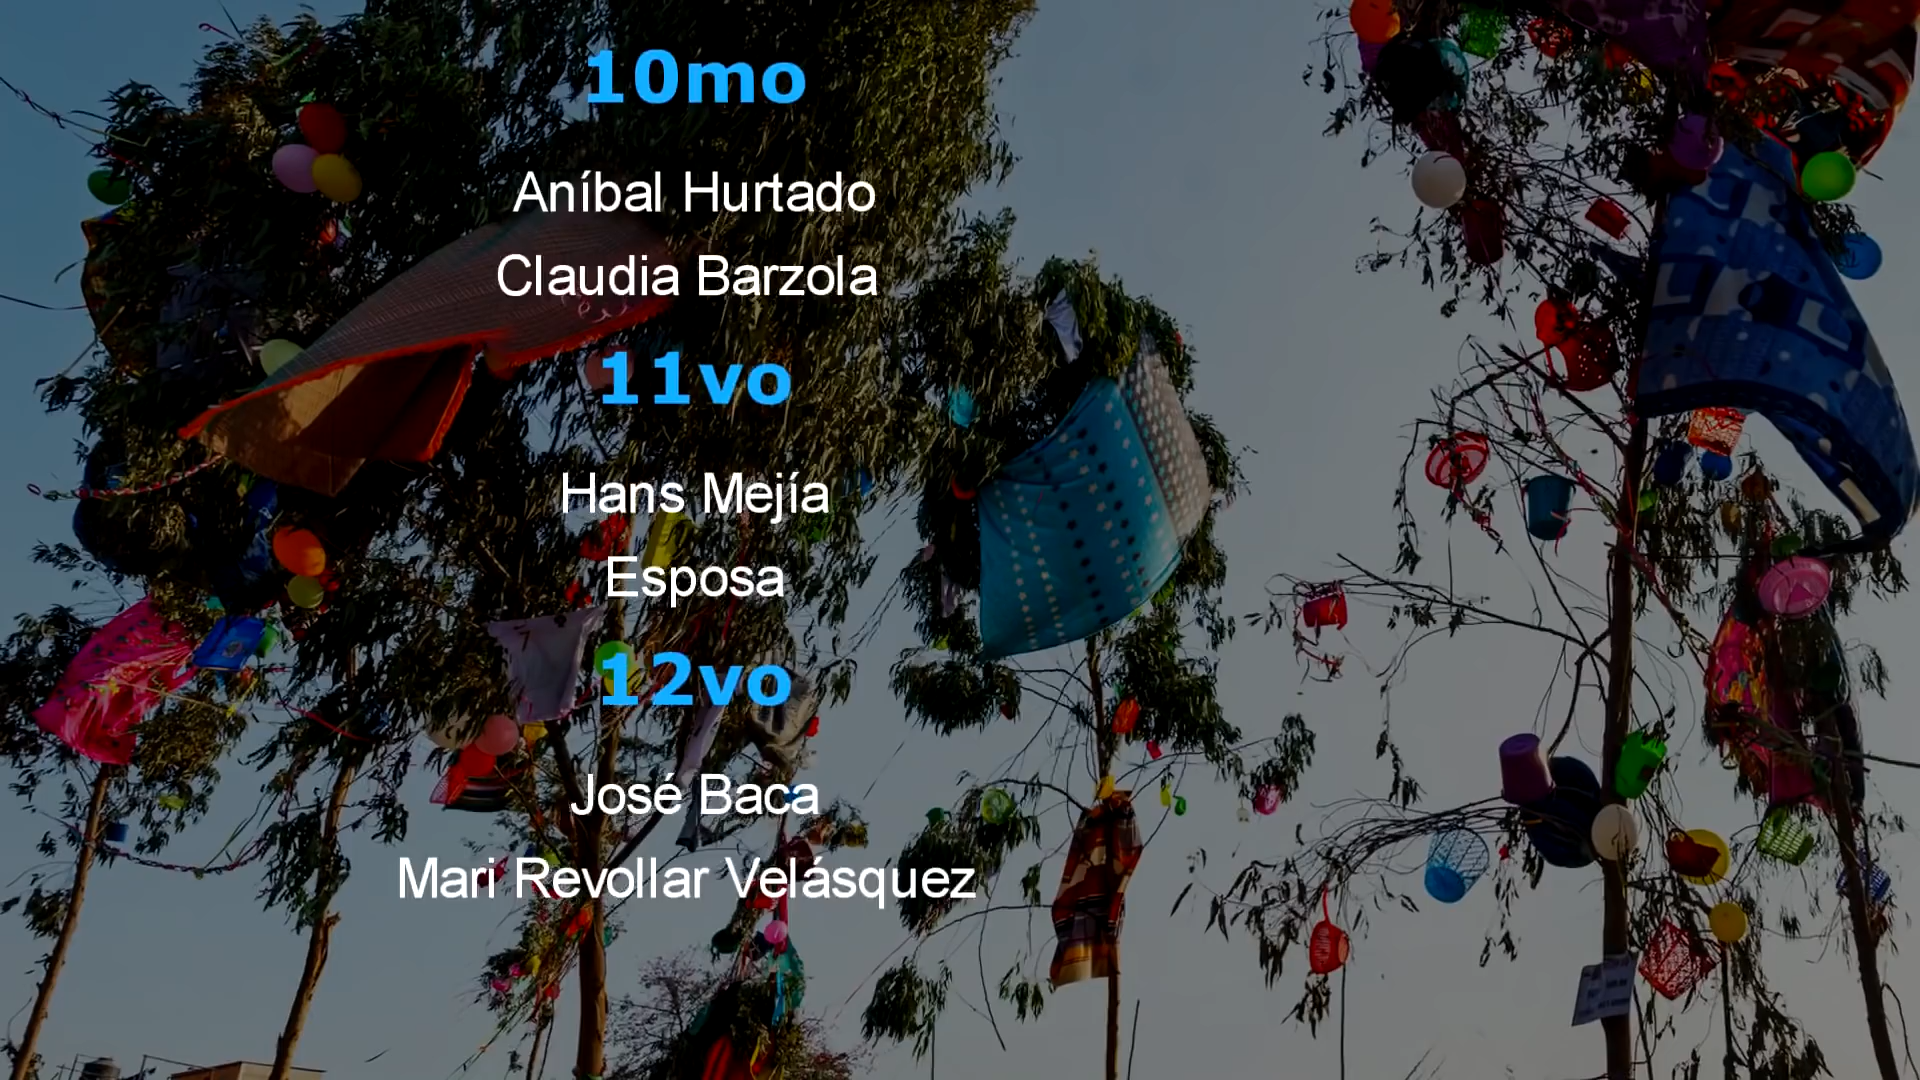 10mo
Aníbal Hurtado
Claudia Barzola
11vo
Hans Mejía
Esposa
12vo
José Baca
Mari Revollar Velásquez